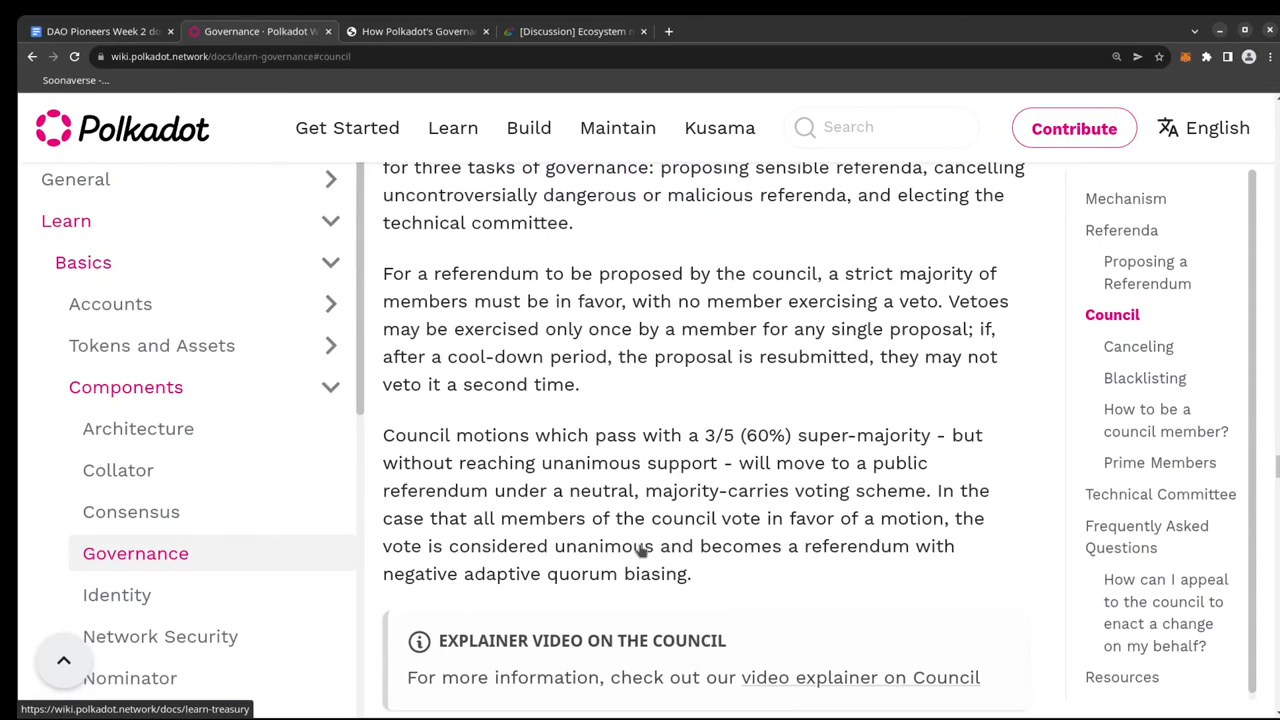 DAO Pioneers Week 2 do
Governance · Polkadot W
How Polkadot's Governa
[Discussion] Ecosystem n
wiki.polkadot.network/docs/learn-governance#council
Soonaverse -...
Polkadot
Get Started
Learn
Build
Maintain
Kusama
Search
Contribute
English
General
Learn
Basics
Accounts
Tokens and Assets
Components
Architecture
Collator
Consensus
Governance
Identity
Network Security
Nominator
https://wiki.polkadot.network/docs/learn-treasury
for three tasks of governance: proposing sensible referenda, cancelling
uncontroversially dangerous or malicious referenda, and electing the
technical committee.
For a referendum to be proposed by the council, a strict majority of
members must be in favor, with no member exercising a veto. Vetoes
may be exercised only once by a member for any single proposal; if,
after a cool-down period, the proposal is resubmitted, they may not
veto it a second time.
Council motions which pass with a 3/5 (60%) super-majority - but
without reaching unanimous support - will move to a public
referendum under a neutral, majority-carries voting scheme. In the
case that all members of the council vote in favor of a motion, the
vote is considered unanimous and becomes a referendum with
negative adaptive quorum biasing.
EXPLAINER VIDEO ON THE COUNCIL
For more information, check out our video explainer on Council
Mechanism
Referenda
Proposing a
Referendum
Council
Canceling
Blacklisting
How to be a
council member?
Prime Members
Technical Committee
Frequently Asked
Questions
How can I appeal
to the council to
enact a change
on my behalf?
Resources